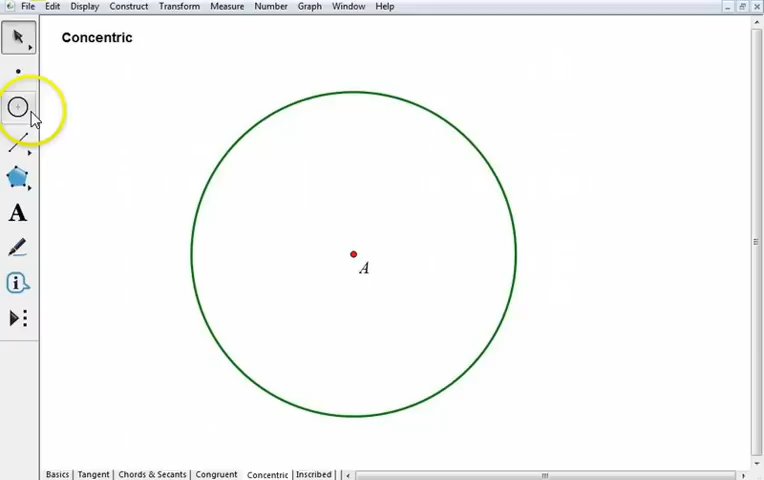 File Edit Display Construct Transform Measure Number Graph Window Help
Concentric
A
A
Basics Tangent Chords & Secants Congruent Concentric Inscribed